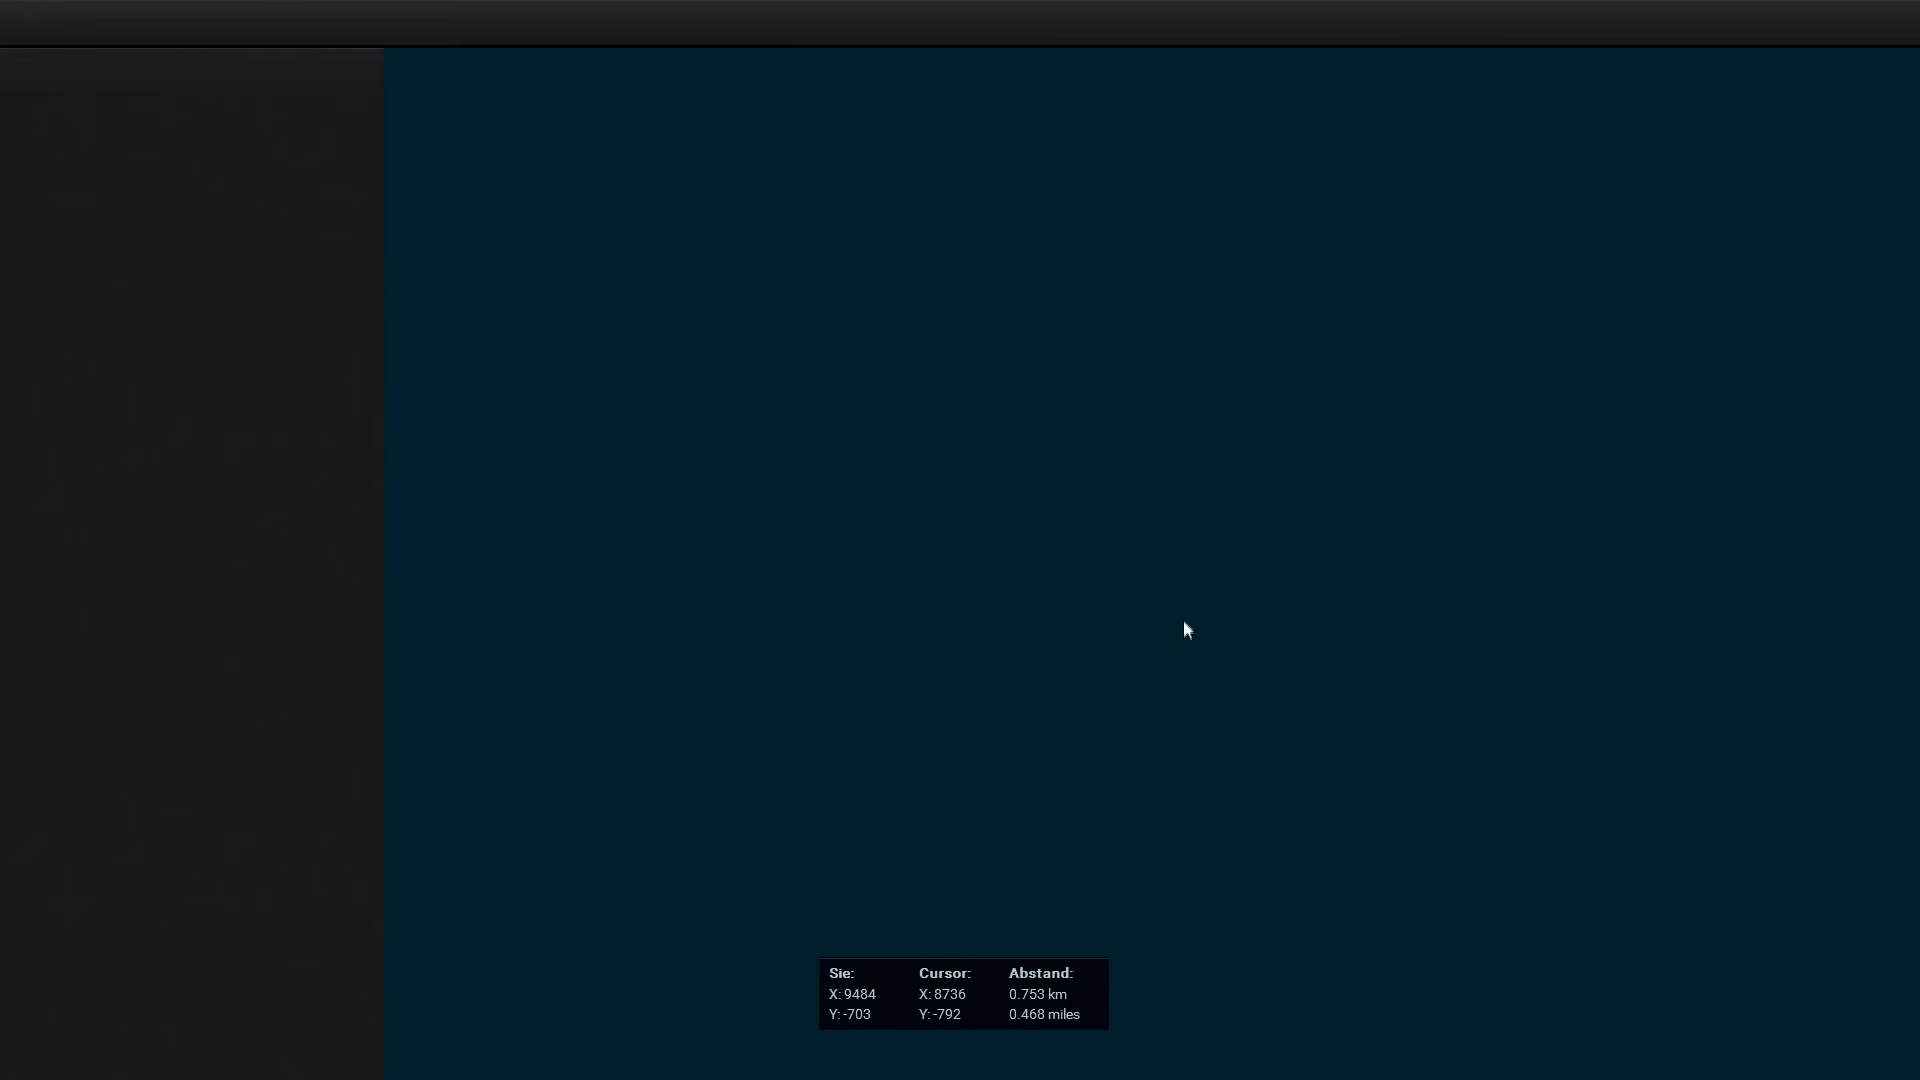 Sie: Cursor: Abstand:
X: 9484 X: 8736 0.753 km
Y: -703 Y: -792 0.468 miles